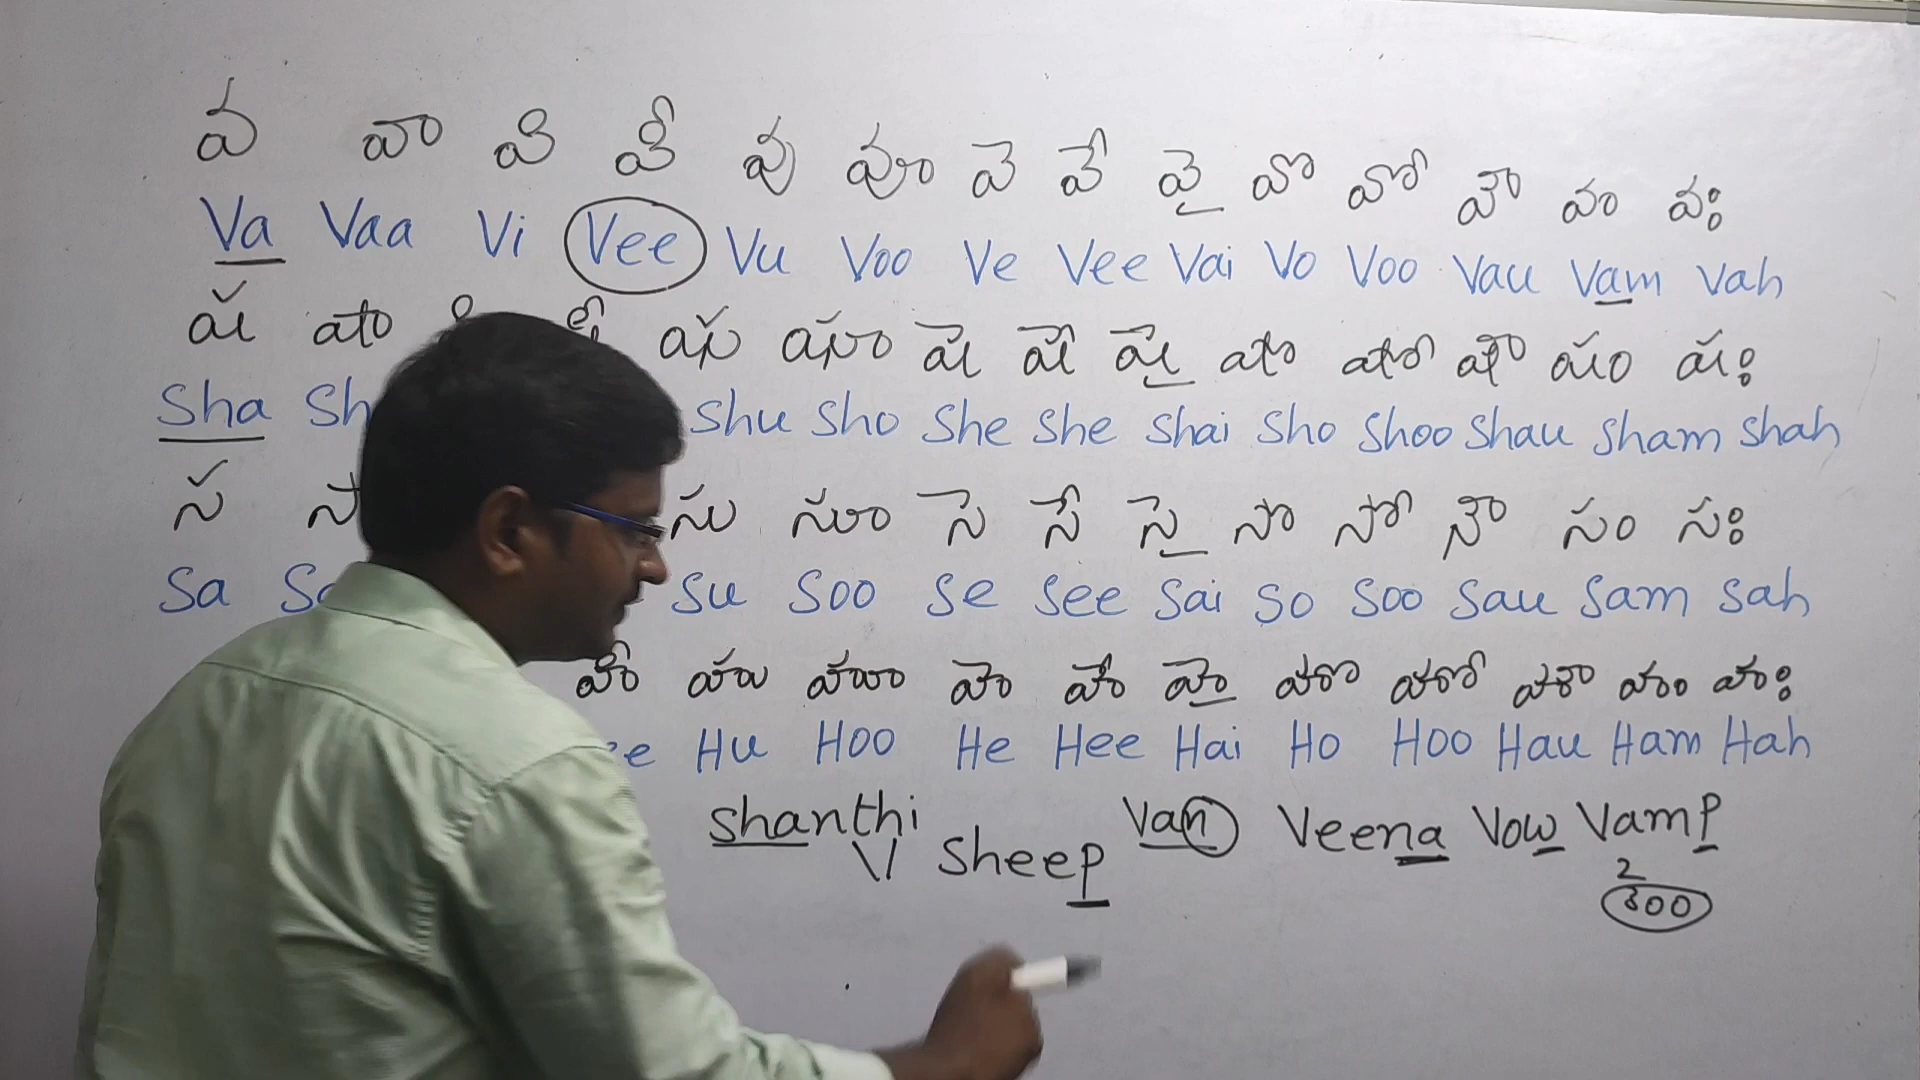 వ వా వి వీ వు వూ వె వే వై వొ వో వౌ వం వః
Va Vaa Vi Vee Vu Voo Ve Vee Vai Vo Voo Vau Vam Vah
ష షా షు షూ షె షే షై షొ షో షౌ షం షః
Sha shu sho she she shai sho shoo shau sham shah
స సా సు సూ సె సే సై సొ సో సౌ సం సః
Sa su soo se see sai so soo sau sam sah
హీ హు హూ హె హే హై హొ హో హౌ హం హః
Hu Hoo He Hee Hai Ho Hoo Hau Ham Hah
shanthi Sheep Van Veena Vow Vamp
2
300